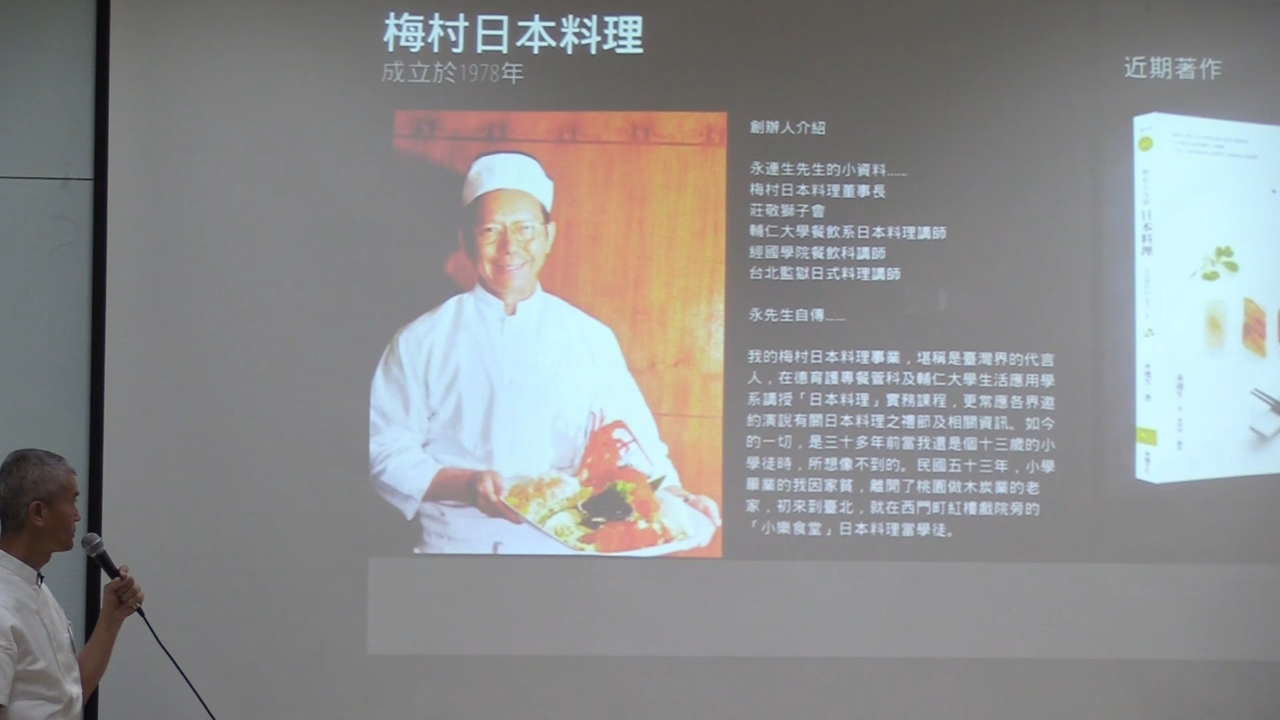 梅村日本料理
成立於1978年
創辦人介紹
永連生先生的小資料......
梅村日本料理董事長
莊敬獅子會
輔仁大學餐飲系日本料理講師
經國學院餐飲科講師
台北監獄日式料理講師
永先生自傳......
我的梅村日本料理事業，堪稱是臺灣界的代言
人，在德育護專餐管科及輔仁大學生活應用學
系講授「日本料理」實務課程，更常應各界邀
約演說有關日本料理之禮節及相關資訊。如今
的一切，是三十多年前當我還是個十三歲的小
學徒時，所想像不到的。民國五十三年，小學
畢業的我因家貧，離開了桃園做木炭業的老
家，初來到臺北，就在西門町紅樓戲院旁的
「小樂食堂」日本料理當學徒。
近期著作
日本料理